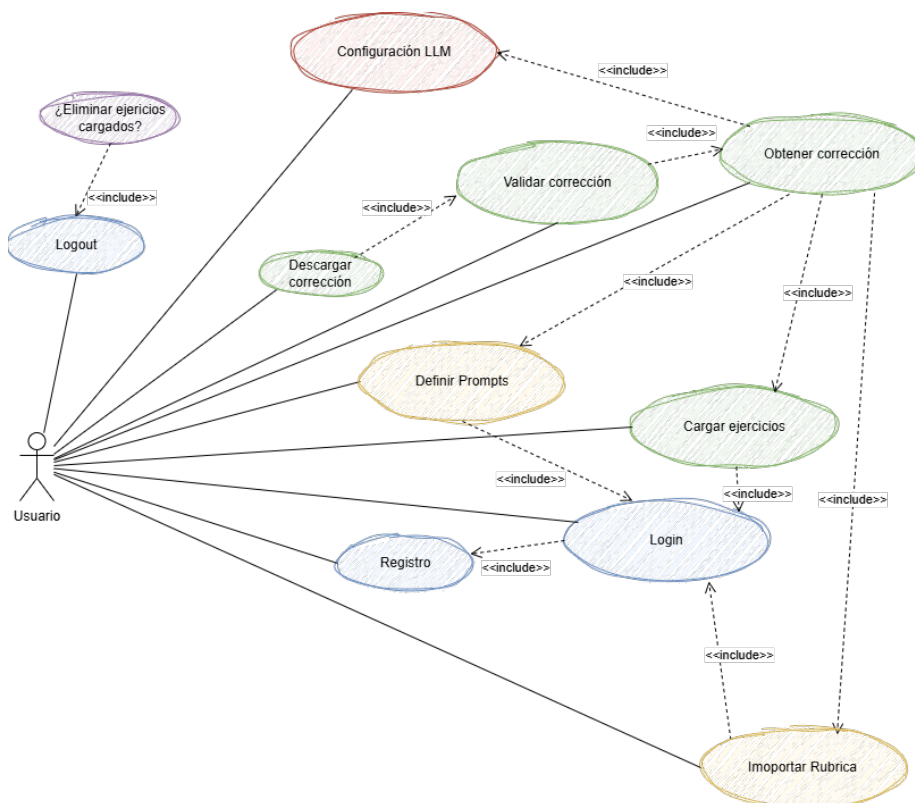 Configuración LLM
<<include>>
¿Eliminar ejericios
cargados?
<<include>>
Obtener corrección
Validar corrección
<<include>>
<<include>>
Logout
Descargar
corrección
<<include>>
<<include>>
Definir Prompts
Cargar ejercicios
<<include>>
<<include>>
<<include>>
Usuario
Login
Registro
<<include>>
<<include>>
Imoportar Rubrica